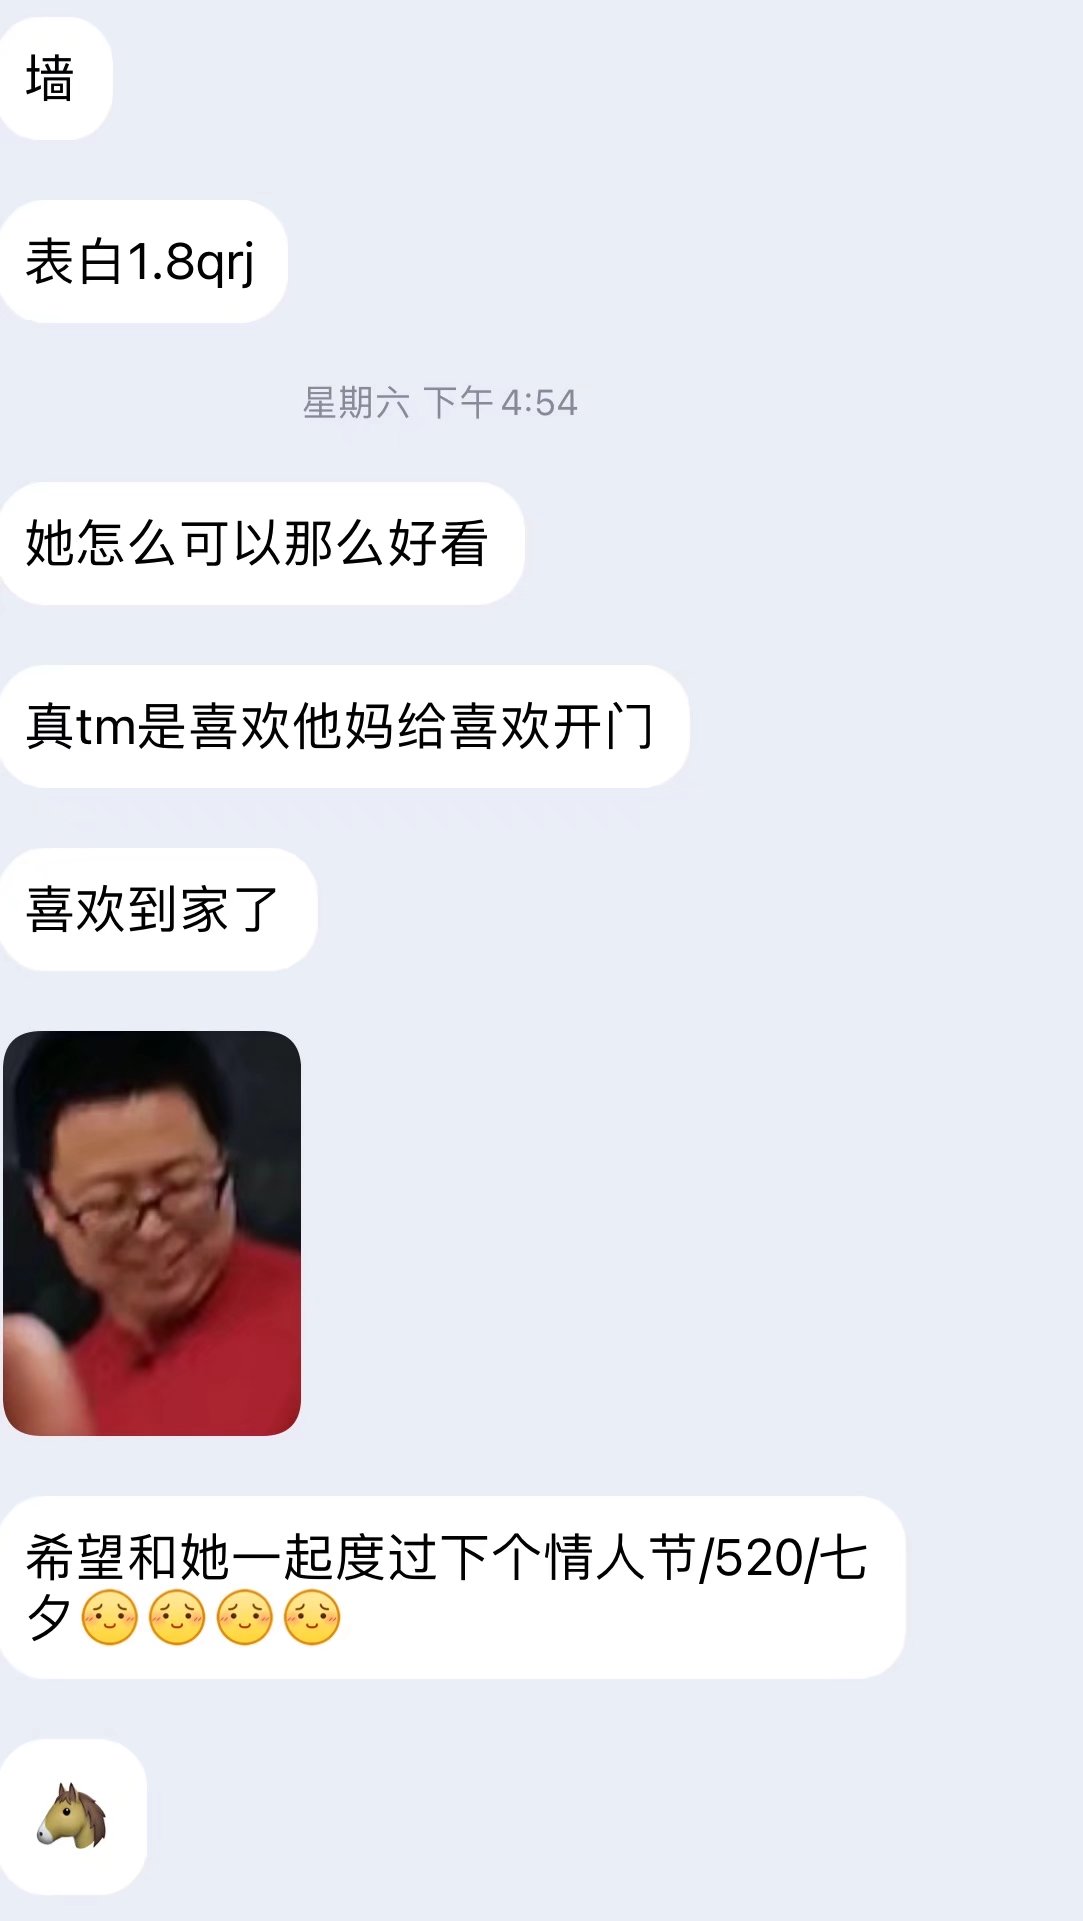 墙
表白1.8qrj
星期六 下午4:54
她怎么可以那么好看
真tm是喜欢他妈给喜欢开门
喜欢到家了
希望和她一起度过下个情人节/520/七
夕😌😌😌😌
🐴